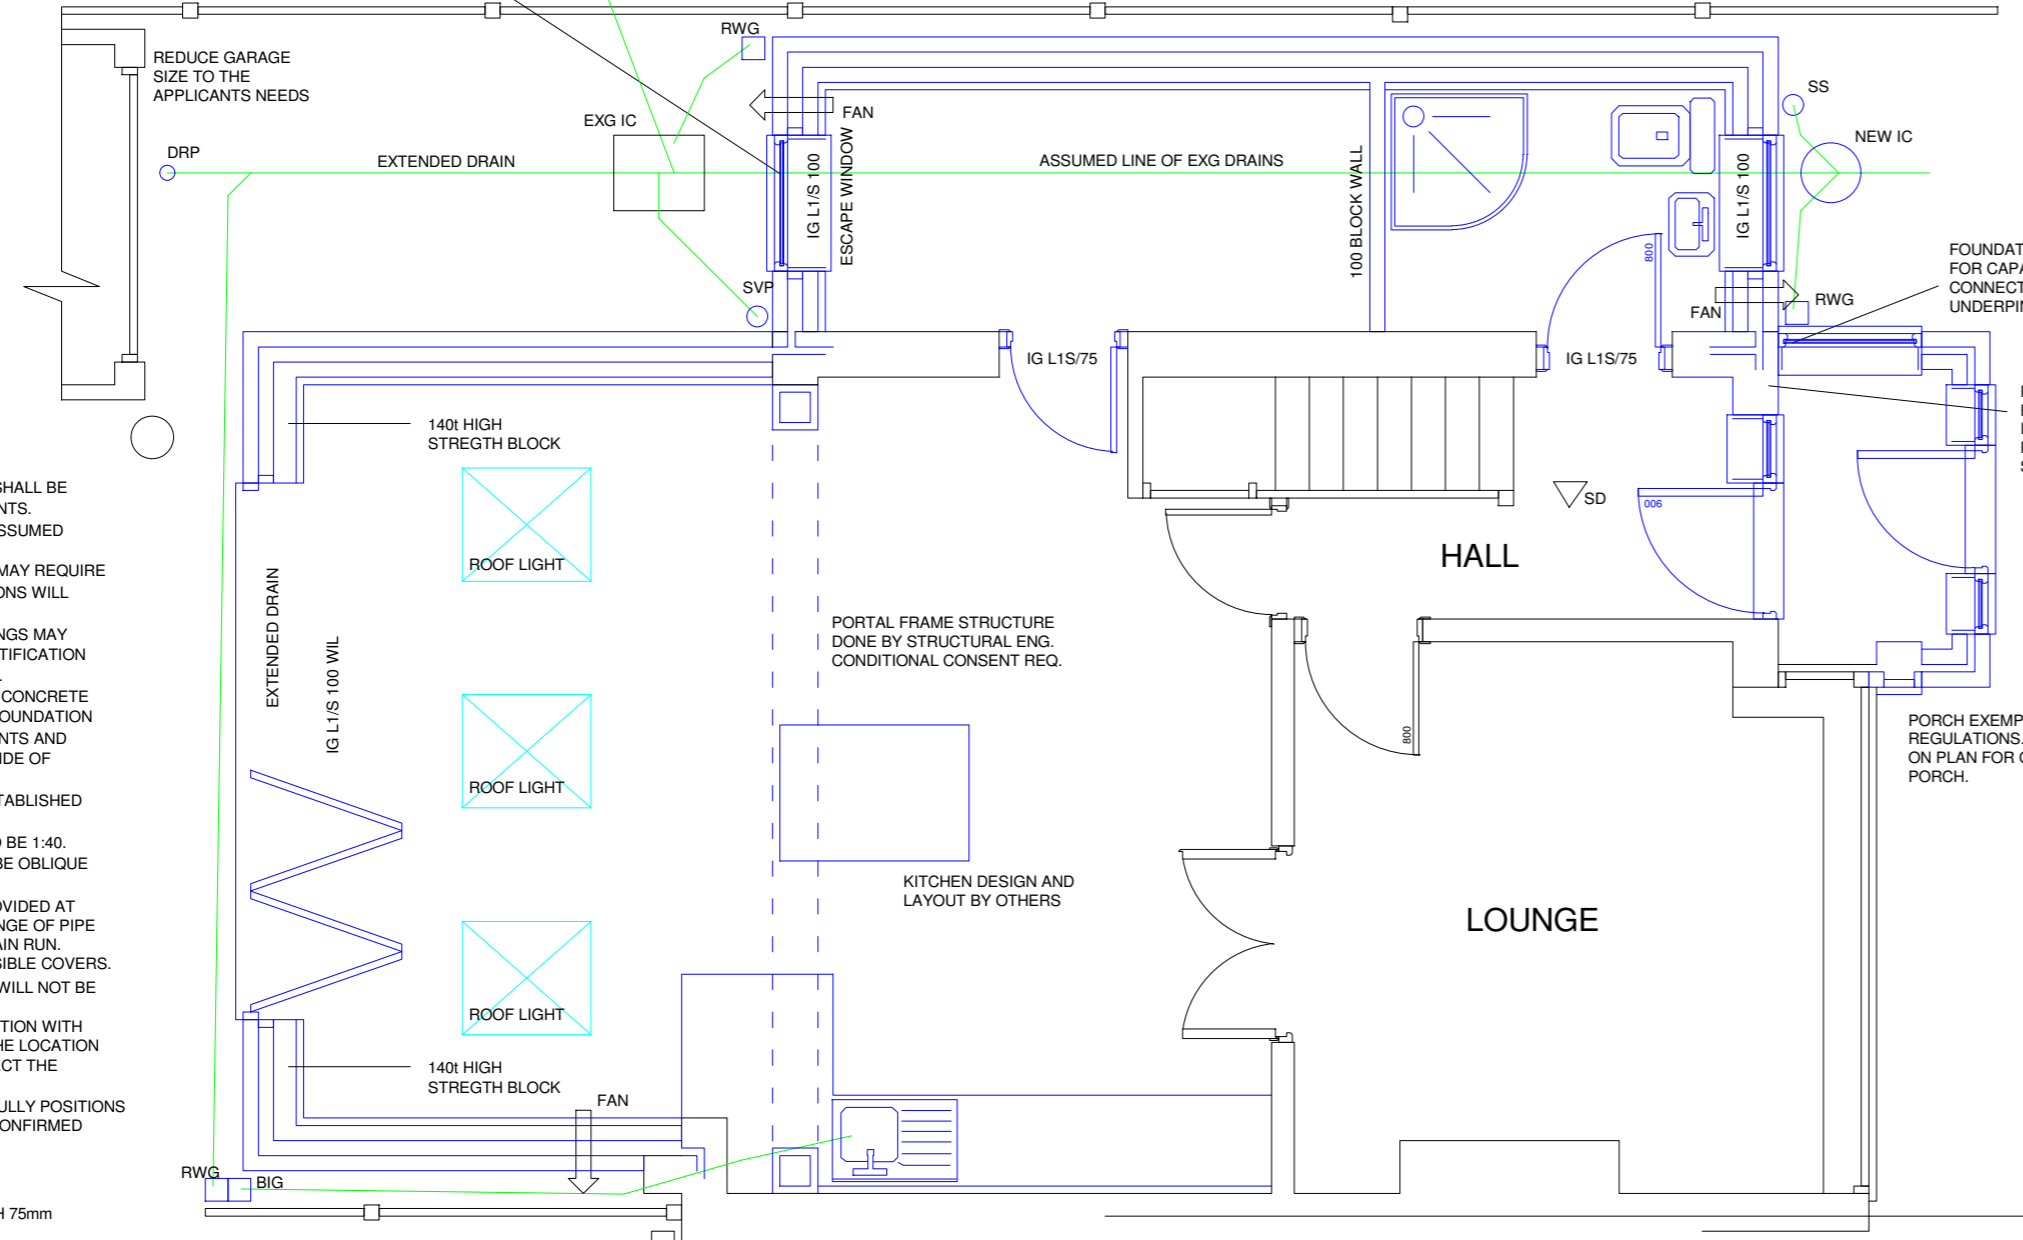 RWG
REDUCE GARAGE
SIZE TO THE
APPLICANTS NEEDS
SS
FAN
EXG IC
NEW IC
DRP
EXTENDED DRAIN
ASSUMED LINE OF EXG DRAINS
IG L1/S 100
ESCAPE WINDOW
100 BLOCK WALL
IG L1/S 100
800
FOUNDAT
FOR CAPA
CONNECT
UNDERPIN
SVP
FAN
RWG
IG L1S/75
IG L1S/75
140t HIGH
STREGTH BLOCK
SHALL BE
NTS.
SSUMED
MAY REQUIRE
ONS WILL
NGS MAY
TIFICATION
CONCRETE
OUNDATION
NTS AND
IDE OF
TABLISHED
O BE 1:40.
BE OBLIQUE
OVIDED AT
NGE OF PIPE
AIN RUN.
SIBLE COVERS.
WILL NOT BE
TION WITH
HE LOCATION
ECT THE
ULLY POSITIONS
ONFIRMED
H 75mm
SD
900
ROOF LIGHT
HALL
EXTENDED DRAIN
IG L1/S 100 WIL
PORTAL FRAME STRUCTURE
DONE BY STRUCTURAL ENG.
CONDITIONAL CONSENT REQ.
800
PORCH EXEMP
REGULATIONS.
ON PLAN FOR
PORCH.
ROOF LIGHT
KITCHEN DESIGN AND
LAYOUT BY OTHERS
LOUNGE
ROOF LIGHT
140t HIGH
STREGTH BLOCK
FAN
RWG
BIG